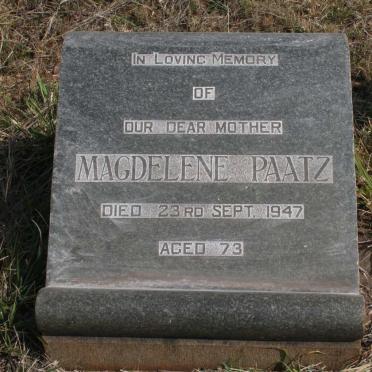 In Loving Memory
OF
OUR DEAR MOTHER
MAGDELENE PAATZ
DIED 23RD SEPT. 1947
AGED 73